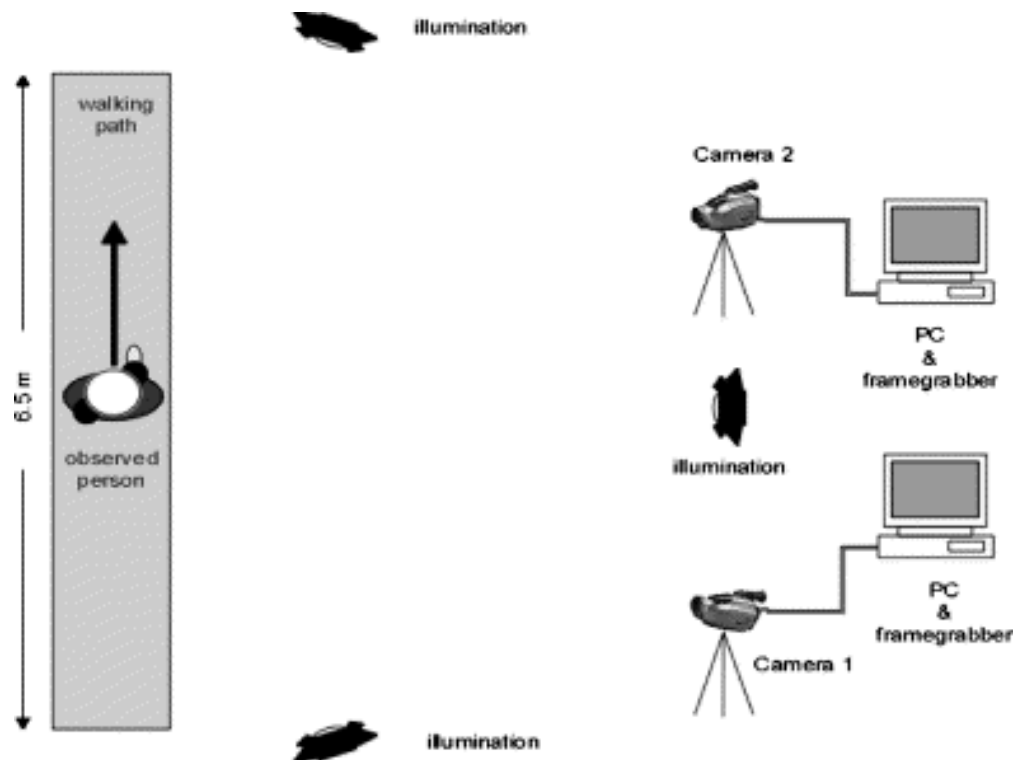 illumination
walking
path
Camera 2
PC
&
framegrabber
6.5 m
observed
person
illumination
PC
&
framegrabber
Camera 1
illumination